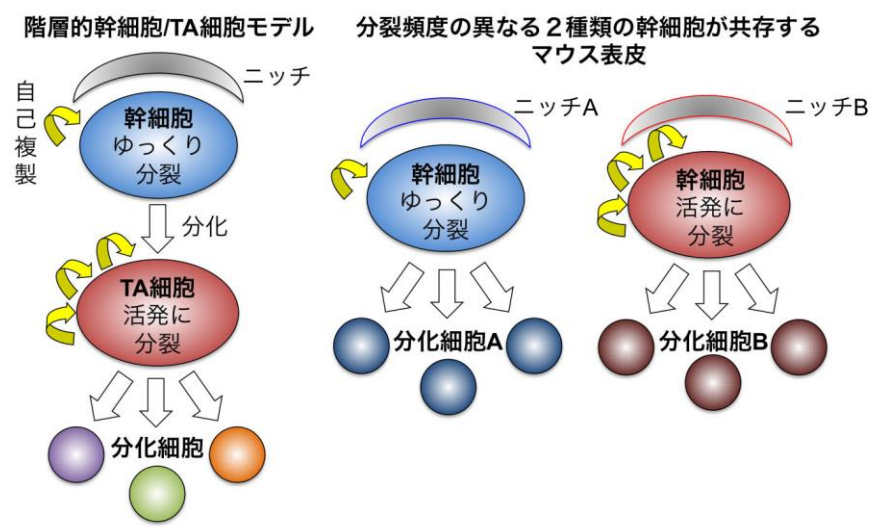 階層的幹細胞/TA細胞モデル
ニッチ
自己複製
幹細胞
ゆっくり
分裂
分化
TA細胞
活発に
分裂
分化細胞
分裂頻度の異なる２種類の幹細胞が共存する
マウス表皮
ニッチA
幹細胞
ゆっくり
分裂
分化細胞A
ニッチB
幹細胞
活発に
分裂
分化細胞B